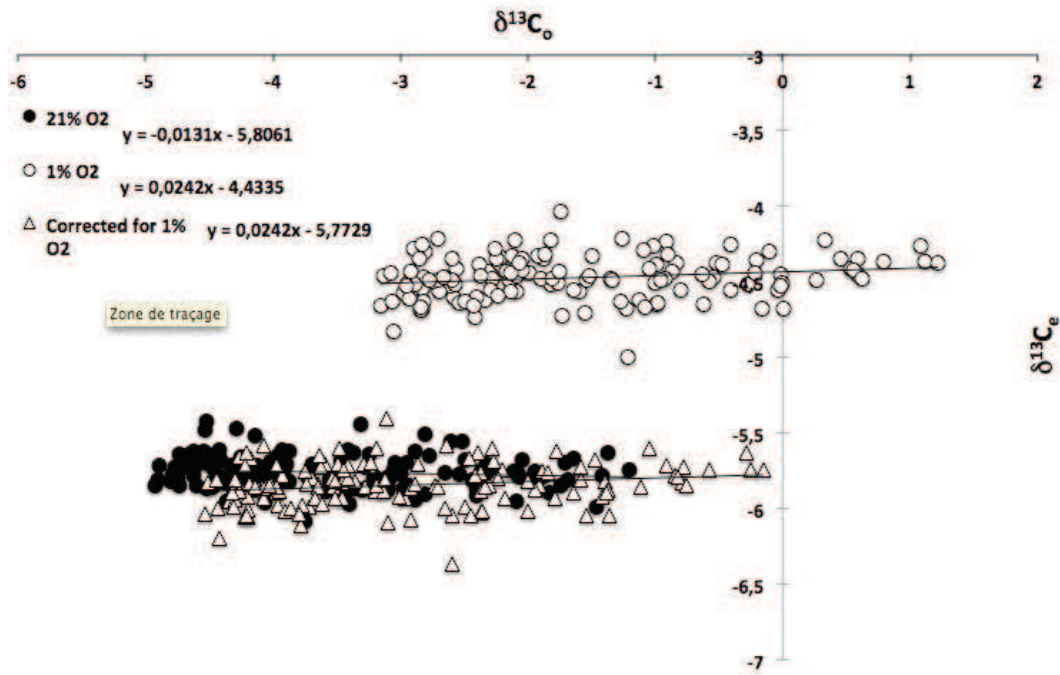 δ13Co
-6 -5 -4 -3 -2 -1 0 1 2
-3
-3,5
-4
-4,5
-5
-5,5
-6
-6,5
-7
21% O2
y = -0,0131x - 5,8061
1% O2
y = 0,0242x - 4,4335
Corrected for 1%
O2
y = 0,0242x - 5,7729
Zone de traçage
δ13Ce